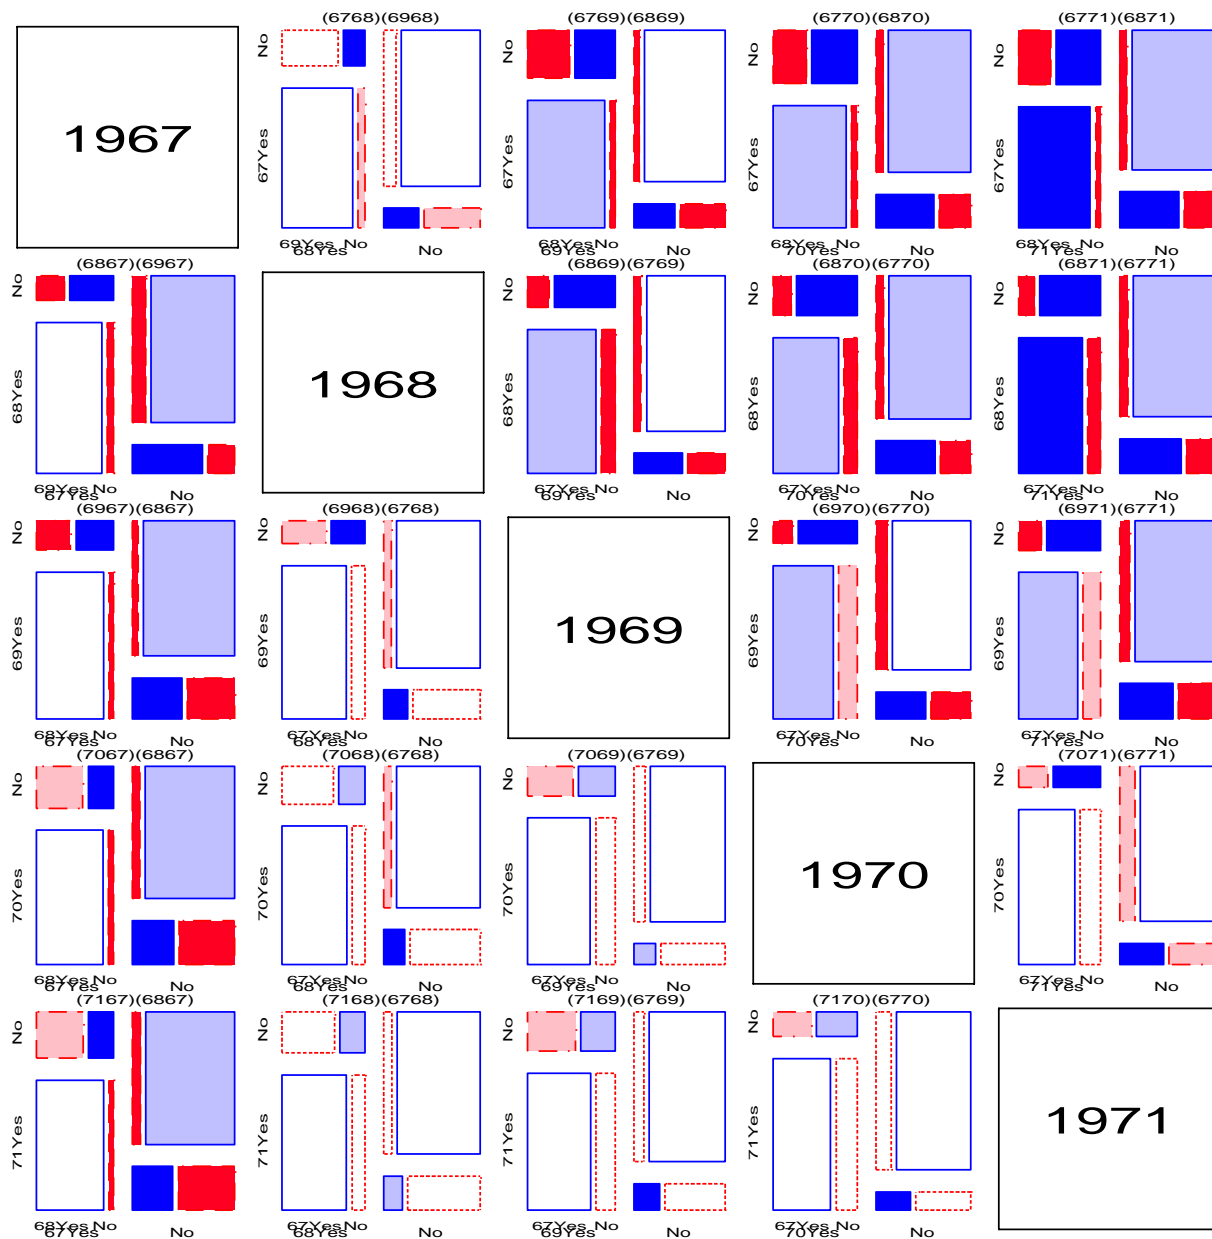 (6768)(6968)
(6769)(6869)
(6770)(6870)
(6771)(6871)
1967
No
67Yes
69Yes No
68Yes
No
No
67Yes
68Yes No
69Yes
No
No
67Yes
68Yes No
70Yes
No
No
67Yes
68Yes No
71Yes
No
(6867)(6967)
(6869)(6769)
(6870)(6770)
(6871)(6771)
No
68Yes
69Yes No
67Yes
No
1968
No
68Yes
67Yes No
69Yes
No
No
68Yes
67Yes No
70Yes
No
No
68Yes
67Yes No
71Yes
No
(6967)(6867)
(6968)(6768)
(6970)(6770)
(6971)(6771)
No
69Yes
68Yes No
67Yes
No
No
69Yes
67Yes No
68Yes
No
1969
No
69Yes
67Yes No
70Yes
No
No
69Yes
67Yes No
71Yes
No
(7067)(6867)
(7068)(6768)
(7069)(6769)
(7071)(6771)
No
70Yes
68Yes No
67Yes
No
No
70Yes
67Yes No
68Yes
No
No
70Yes
67Yes No
69Yes
No
1970
No
70Yes
67Yes No
71Yes
No
(7167)(6867)
(7168)(6768)
(7169)(6769)
(7170)(6770)
No
71Yes
68Yes No
67Yes
No
No
71Yes
67Yes No
68Yes
No
No
71Yes
67Yes No
69Yes
No
No
71Yes
67Yes No
70Yes
No
1971